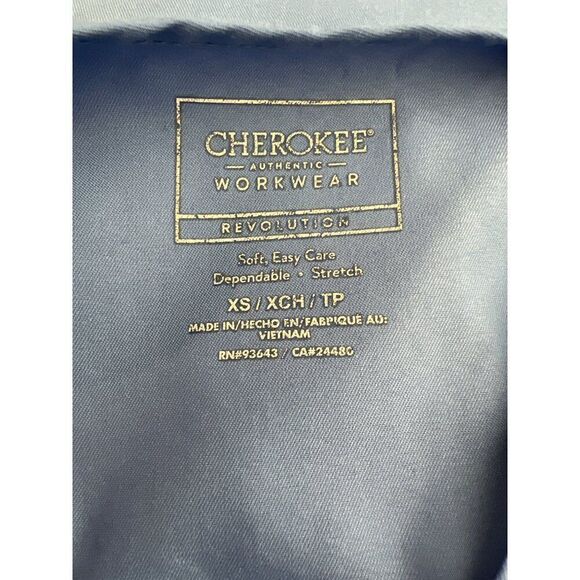 CHEROKEE®
AUTHENTIC
WORKWEAR
REVOLUTION
Soft, Easy Care
Dependable • Stretch
XS / XCH / TP
MADE IN/HECHO EN/FABRIQUE AU:
VIETNAM
RN#93643 / CA#24480